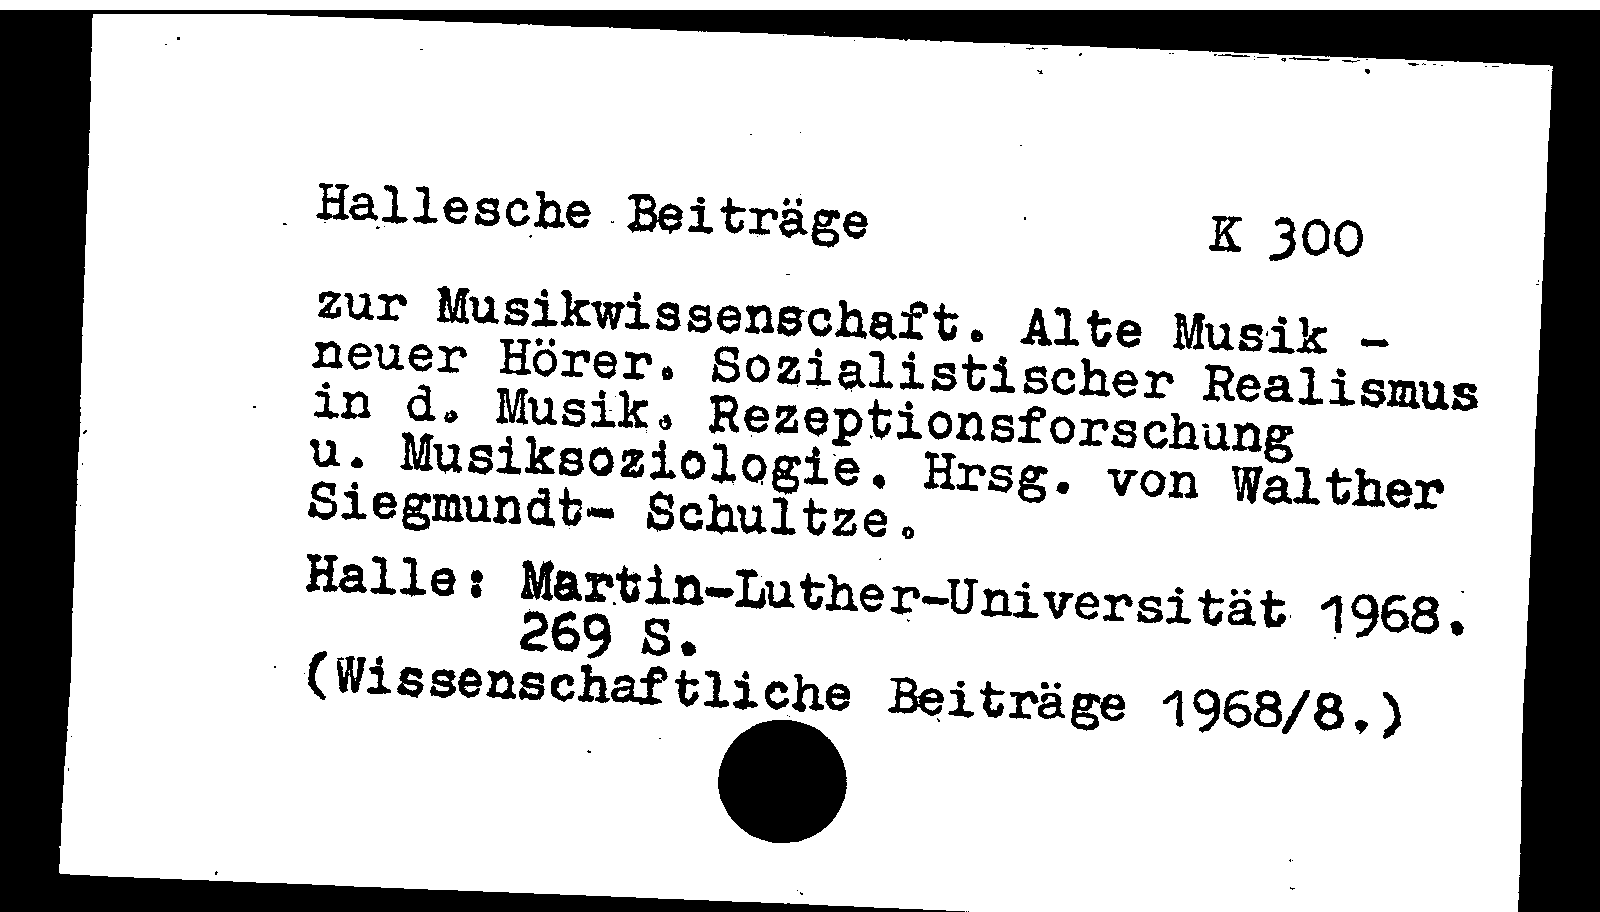 Hallesche Beiträge K 300
zur Musikwissenschaft. Alte Musik -
neuer Hörer. Sozialistischer Realismus
in d. Musik. Rezeptionsforschung
u. Musiksoziologie. Hrsg. von Walther
Siegmundt- Schultze.
Halle: Martin-Luther-Universität 1968.
269 S.
(Wissenschaftliche Beiträge 1968/8.)